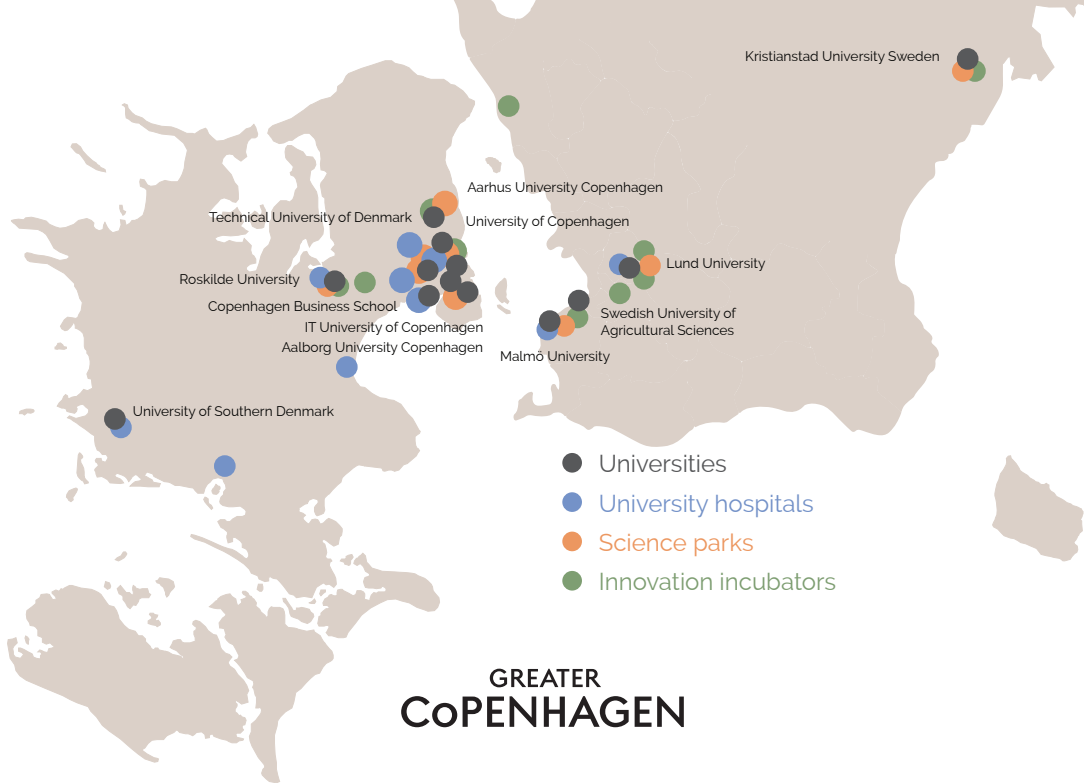 Kristianstad University Sweden
Aarhus University Copenhagen
Technical University of Denmark
University of Copenhagen
Lund University
Roskilde University
Copenhagen Business School
Swedish University of
Agricultural Sciences
IT University of Copenhagen
Aalborg University Copenhagen
Malmö University
University of Southern Denmark
Universities
University hospitals
Science parks
Innovation incubators
GREATER
CoPENHAGEN